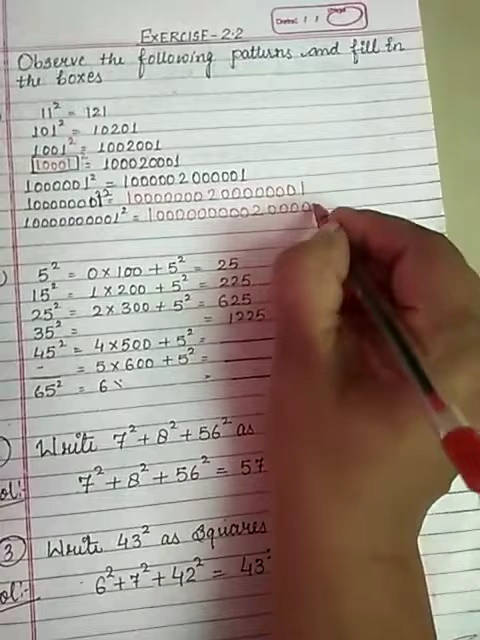 EXERCISE-2.2
Observe the following patterns and fill in
the boxes
11² = 121
101² = 10201
1001² = 1002001
10001² = 100020001
1000001² = 1000002000001
10000001² = 100000020000001
1000000001² = 10000000002000
5² = 0×100 + 5² = 25
15² = 1×200 + 5² = 225
25² = 2×300 + 5² = 625
35² = = 1225
45² = 4×500 + 5² =
- = 5×600 + 5² =
65² = 6× =
Write 7² + 8² + 56² as
ol:- 7² + 8² + 56² = 57
3 Write 43² as squares
ol:- 6² + 7² + 42² = 43²